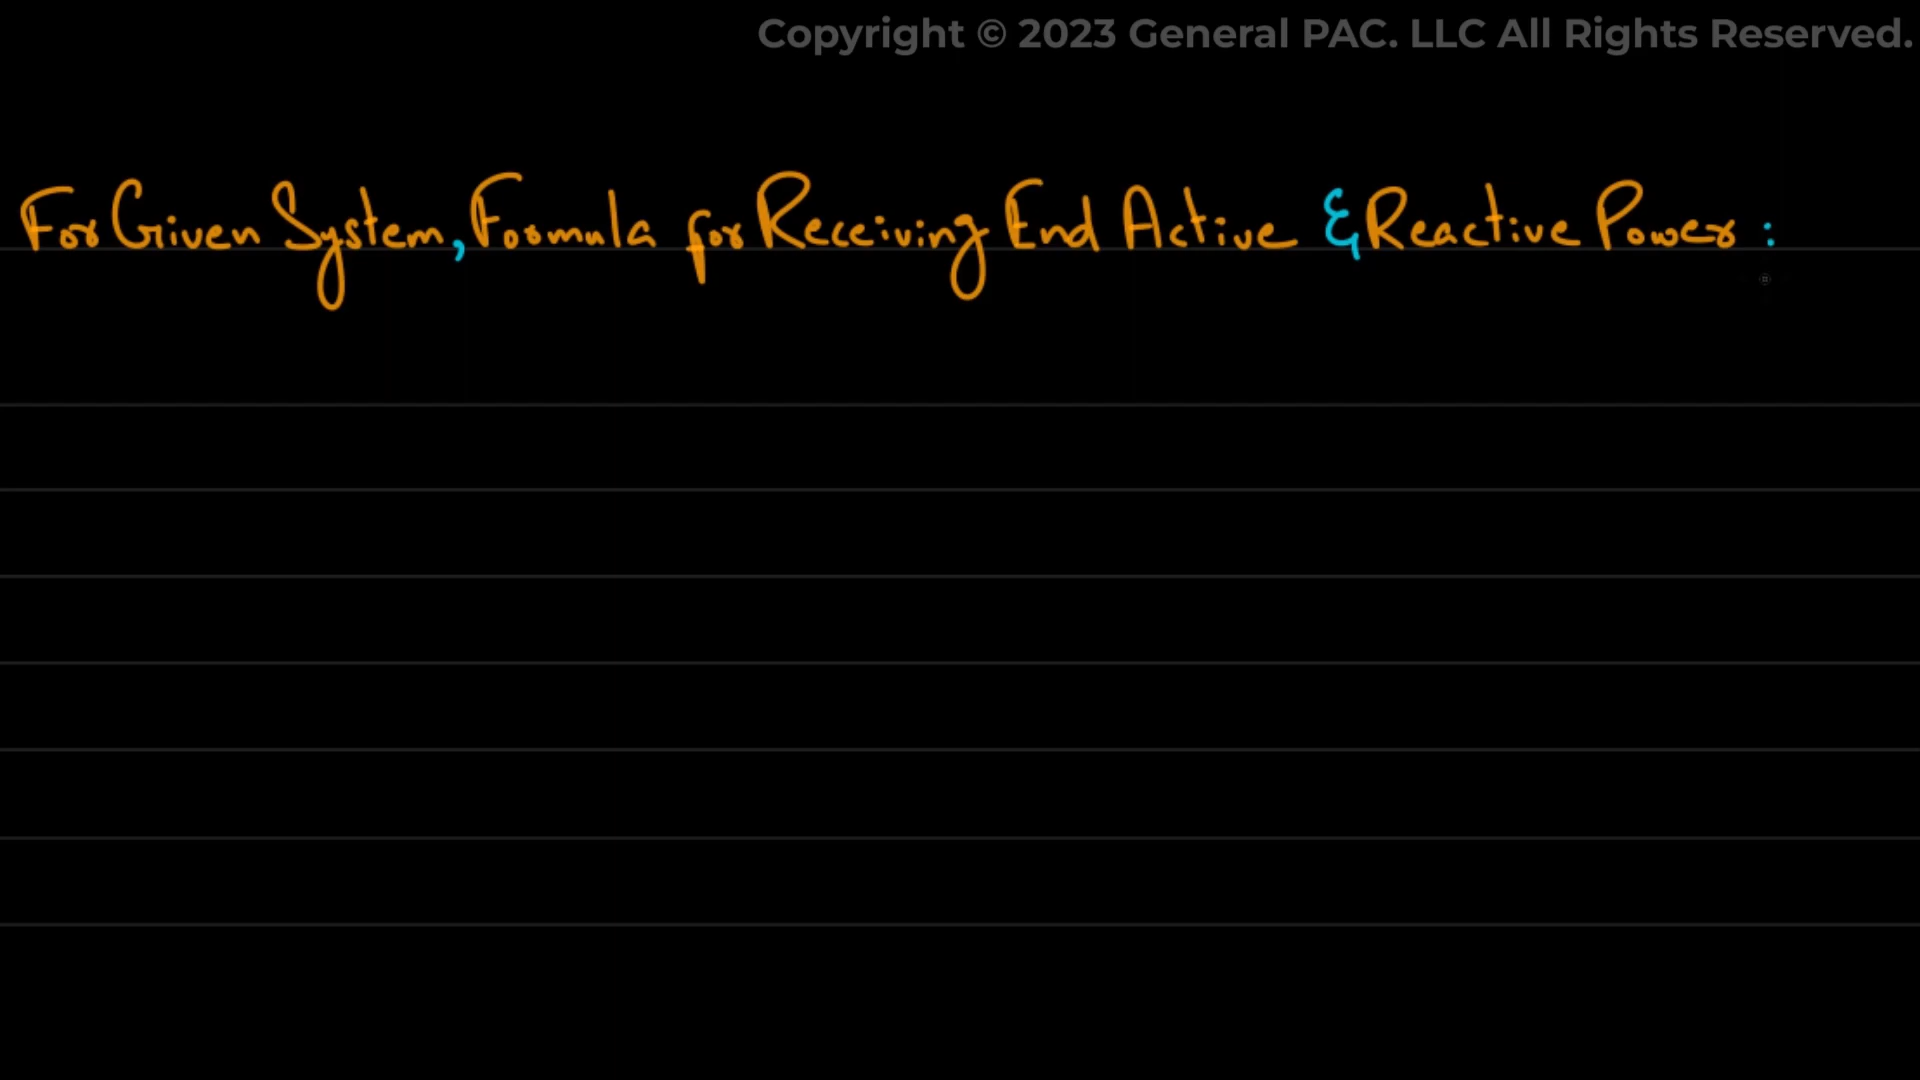 Copyright © 2023 General PAC. LLC All Rights Reserved.
For Given System, Formula for Receiving End Active & Reactive Power :